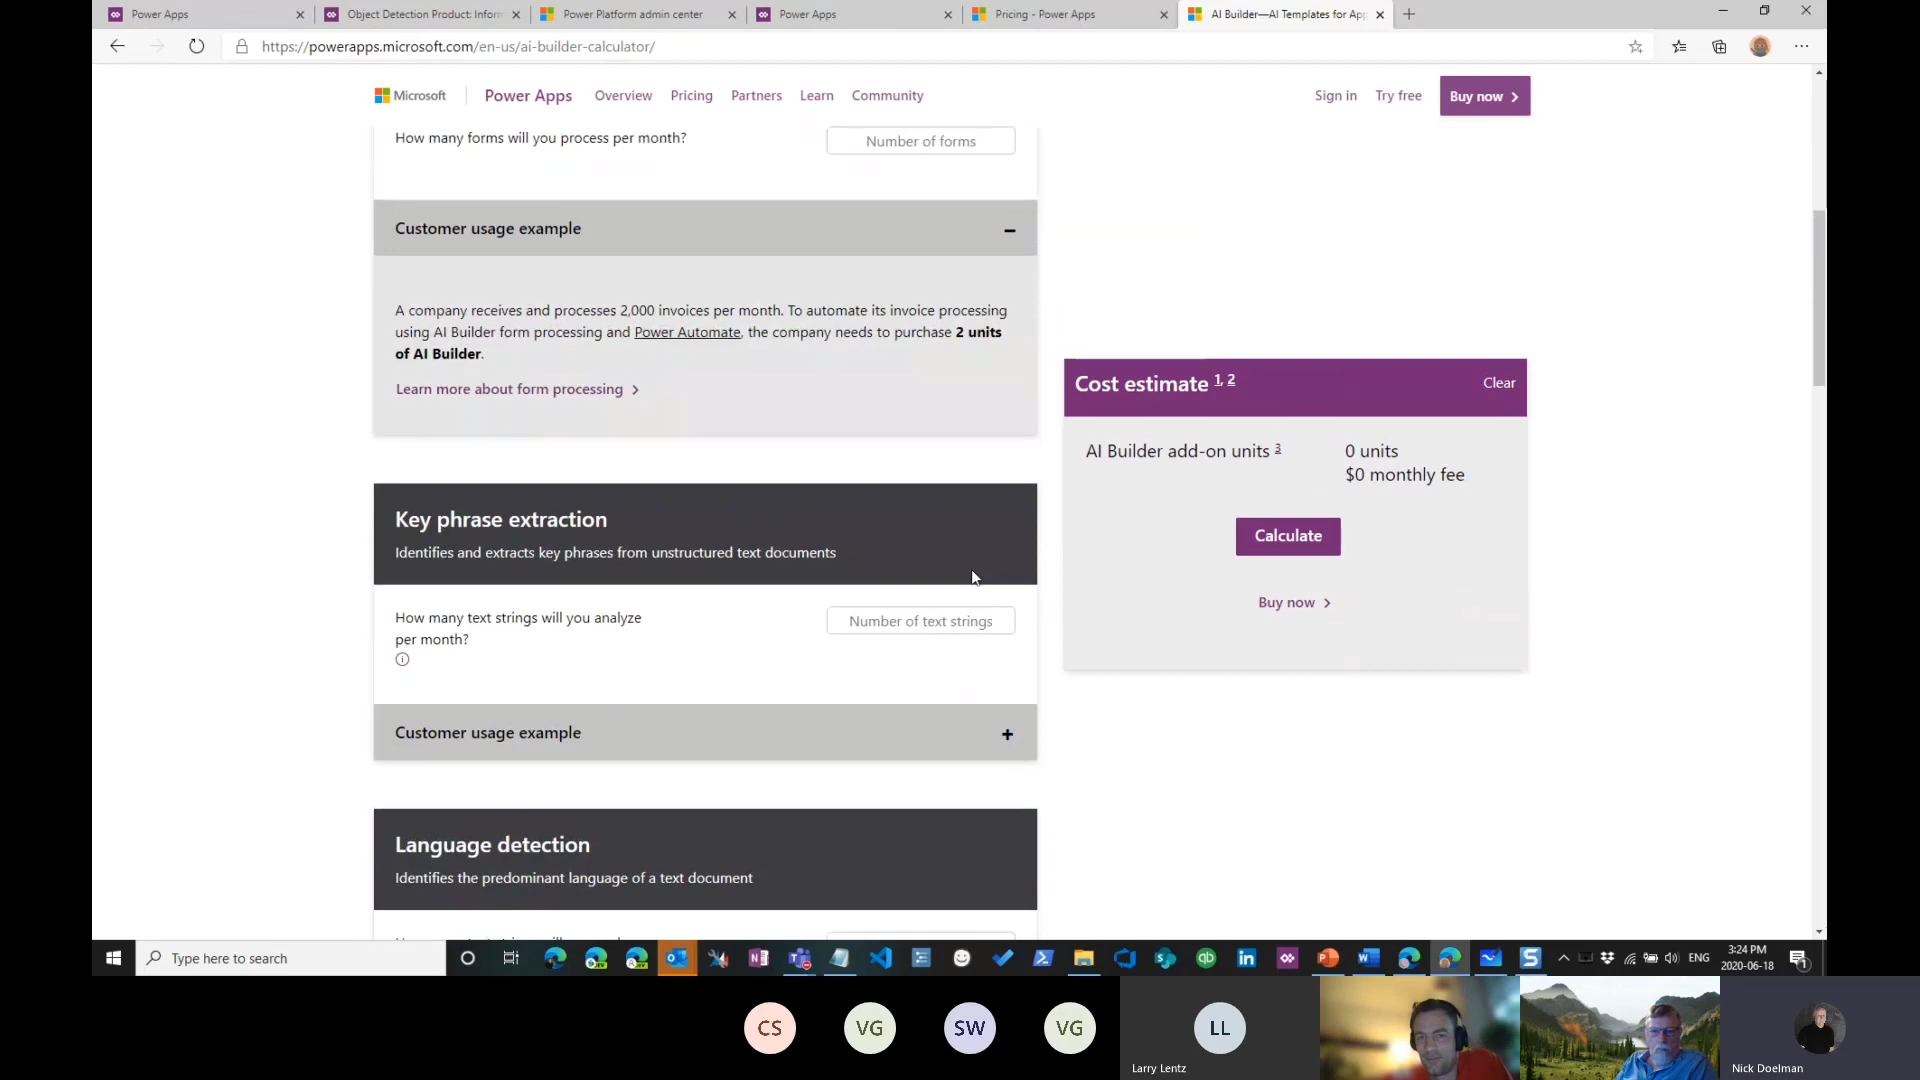 Power Apps
Object Detection Product: Inform
Power Platform admin center
Power Apps
Pricing - Power Apps
AI Builder—AI Templates for App
https://powerapps.microsoft.com/en-us/ai-builder-calculator/
Microsoft
Power Apps
Overview
Pricing
Partners
Learn
Community
Sign in
Try free
Buy now
How many forms will you process per month?
Number of forms
Customer usage example
A company receives and processes 2,000 invoices per month. To automate its invoice processing
using AI Builder form processing and Power Automate, the company needs to purchase 2 units
of AI Builder.
Learn more about form processing
Cost estimate 1, 2
Clear
AI Builder add-on units 3
0 units
$0 monthly fee
Calculate
Buy now
Key phrase extraction
Identifies and extracts key phrases from unstructured text documents
How many text strings will you analyze
per month?
Number of text strings
Customer usage example
Language detection
Identifies the predominant language of a text document
Type here to search
ENG
3:24 PM
2020-06-18
CS
VG
SW
VG
LL
Larry Lentz
Nick Doelman